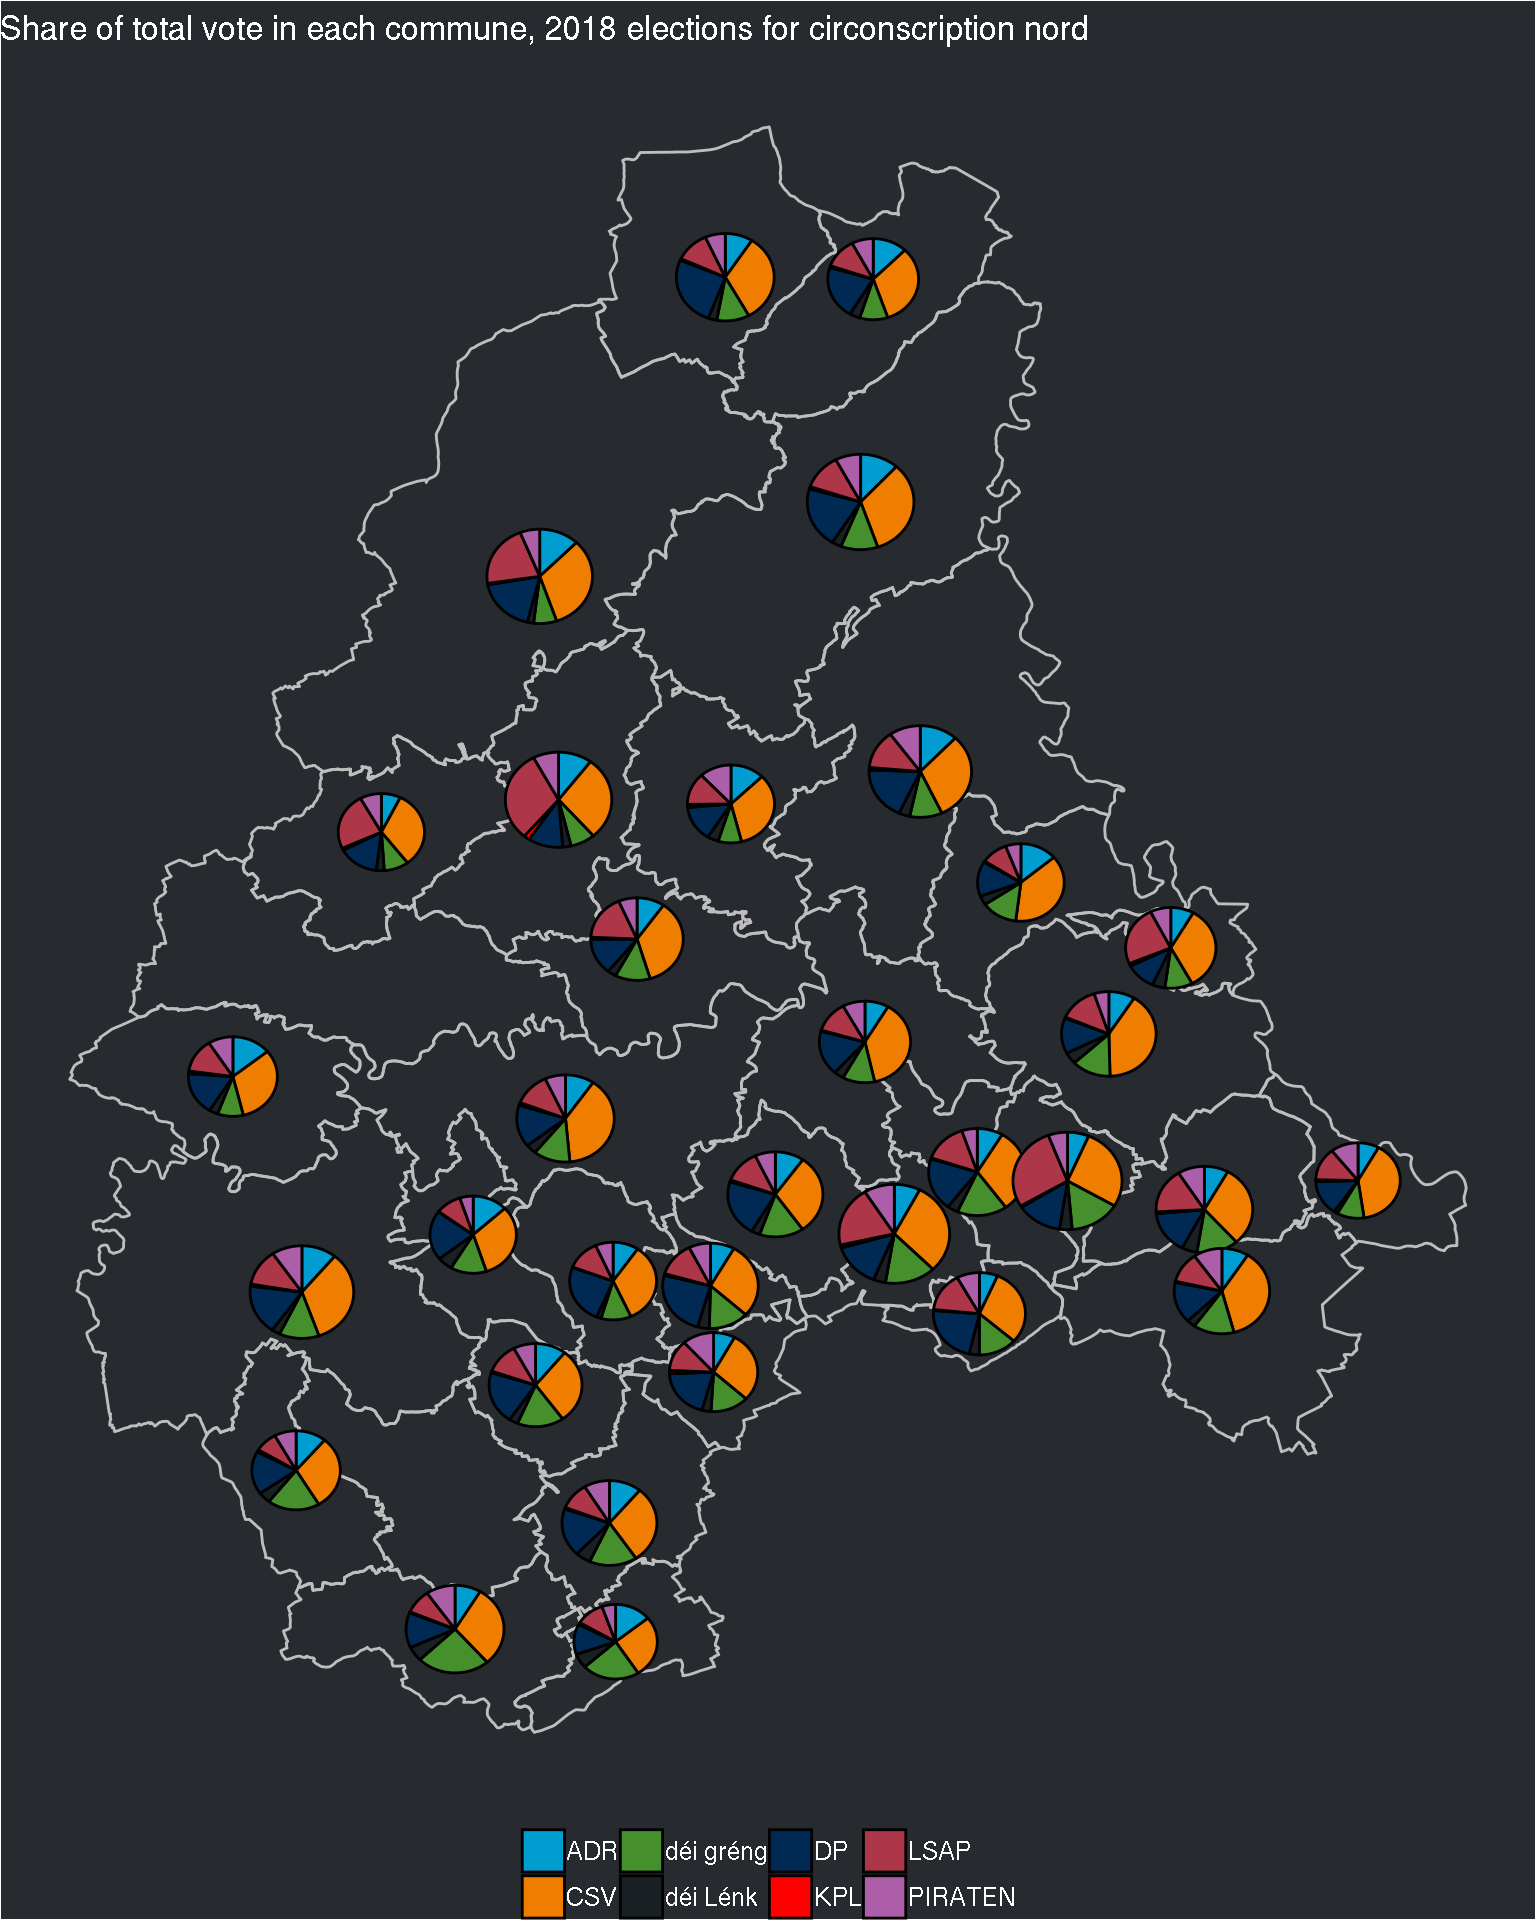 Share of total vote in each commune, 2018 elections for circonscription nord
ADR déi gréng DP LSAP
CSV déi Lénk KPL PIRATEN